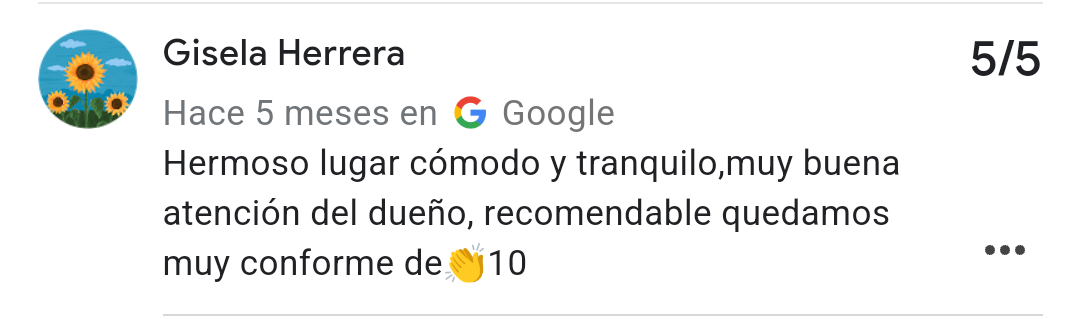 Gisela Herrera
5/5
Hace 5 meses en Google
Hermoso lugar cómodo y tranquilo,muy buena
atención del dueño, recomendable quedamos
muy conforme de👏10